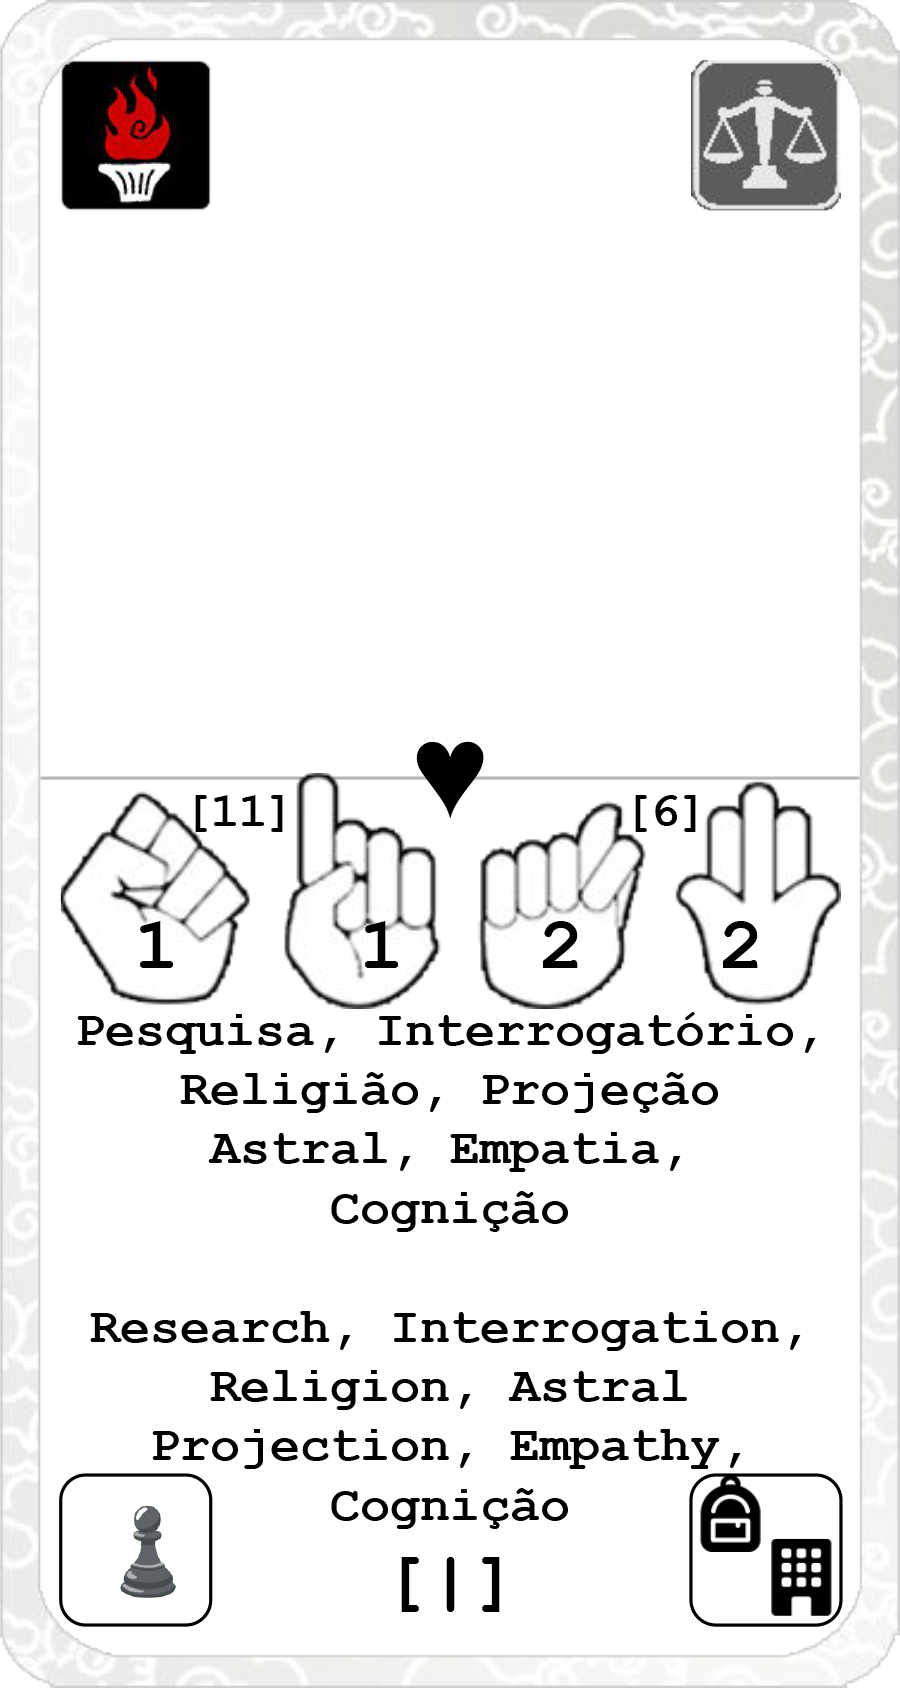 ♥
[11] [6]
1 1 2 2
Pesquisa, Interrogatório,
Religião, Projeção
Astral, Empatia,
Cognição
Research, Interrogation,
Religion, Astral
Projection, Empathy,
Cognição
[|]